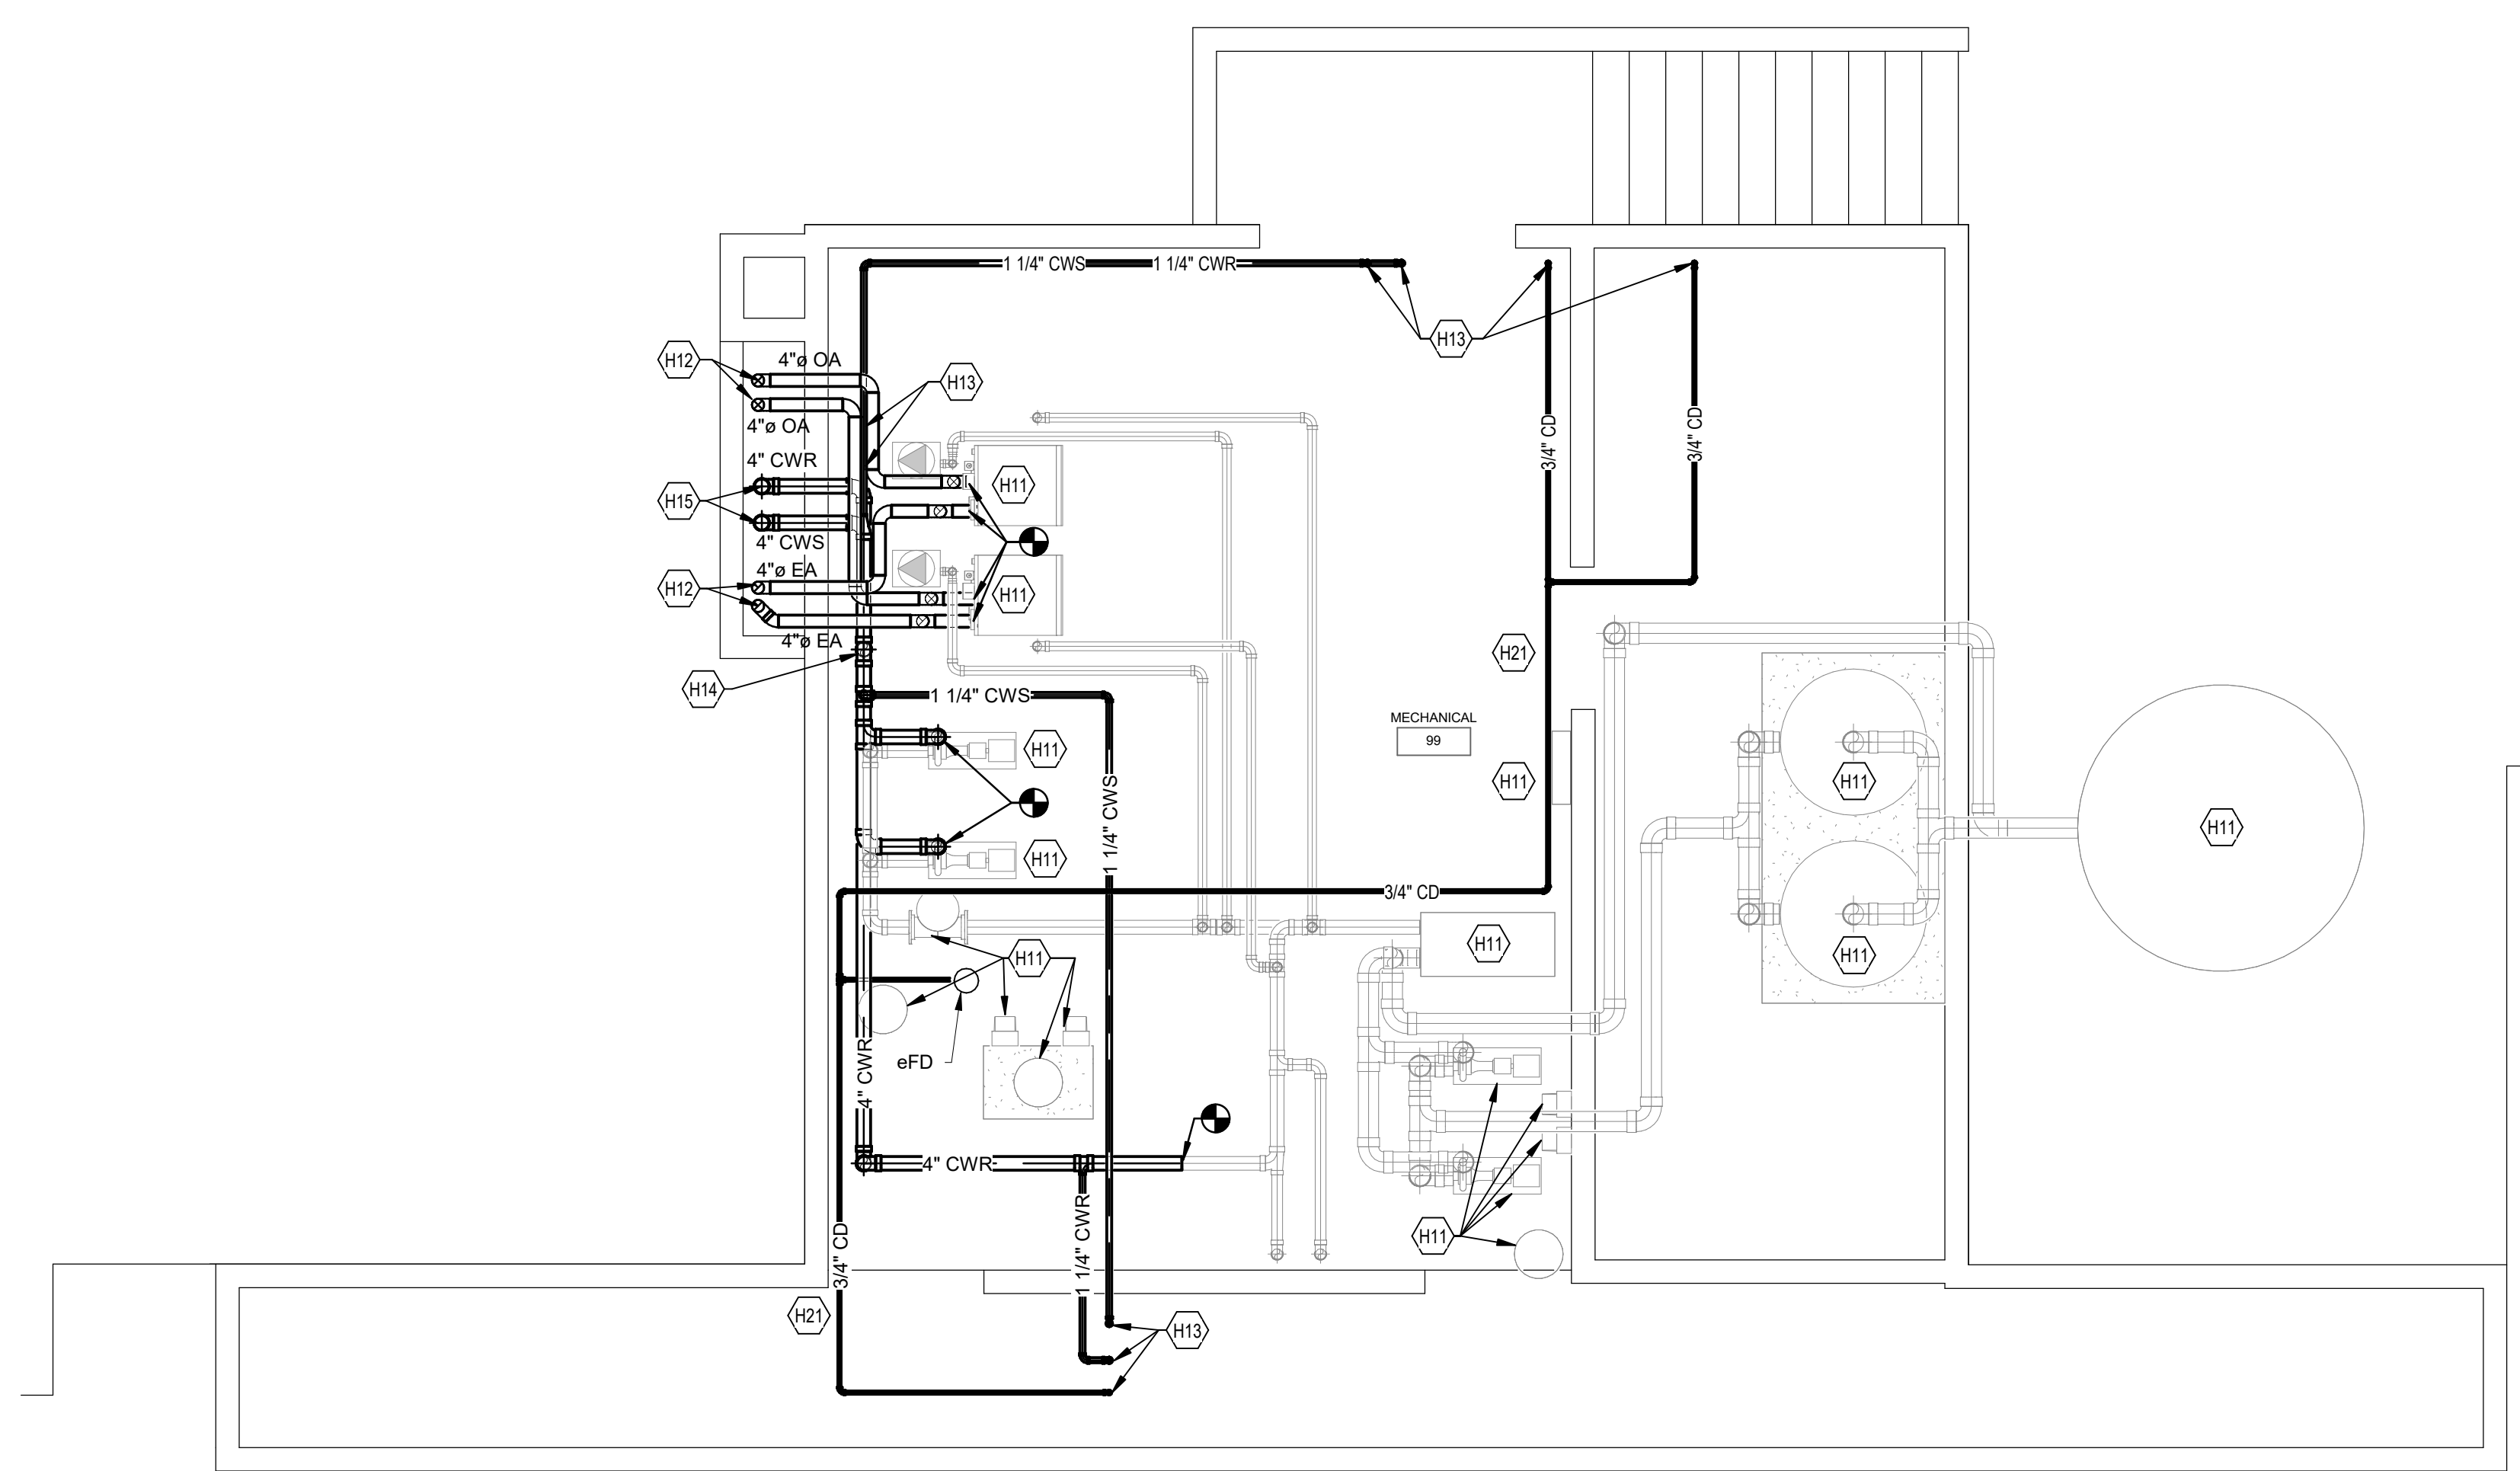 1 1/4" CWS
1 1/4" CWR
H13
H12
4"ø OA
H13
4"ø OA
3/4" CD
3/4" CD
4" CWR
H11
H15
4" CWS
4"ø EA
H12
H11
4"ø EA
H21
H14
1 1/4" CWS
MECHANICAL
99
H11
H11
H11
1 1/4" CWS
H11
H11
3/4" CD
H11
H11
H11
eFD
4" CWR
4" CWR
1 1/4" CWR
3/4" CD
H11
H21
H13